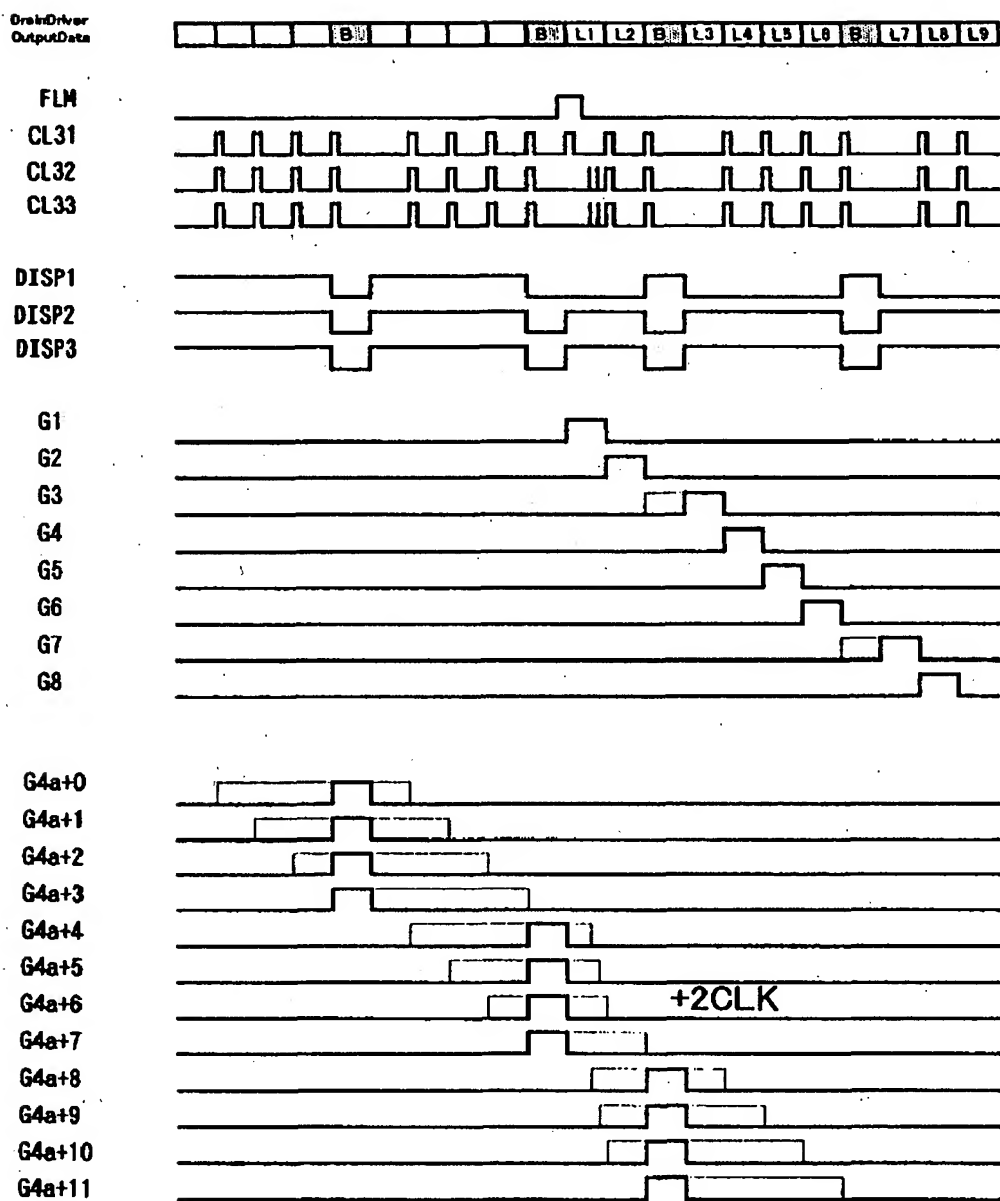 DrainDriver
OutputData
B B L1 L2 B L3 L4 L5 L6 B L7 L8 L9
FLM
CL31
CL32
CL33
DISP1
DISP2
DISP3
G1
G2
G3
G4
G5
G6
G7
G8
G4a+0
G4a+1
G4a+2
G4a+3
G4a+4
G4a+5
G4a+6 +2CLK
G4a+7
G4a+8
G4a+9
G4a+10
G4a+11